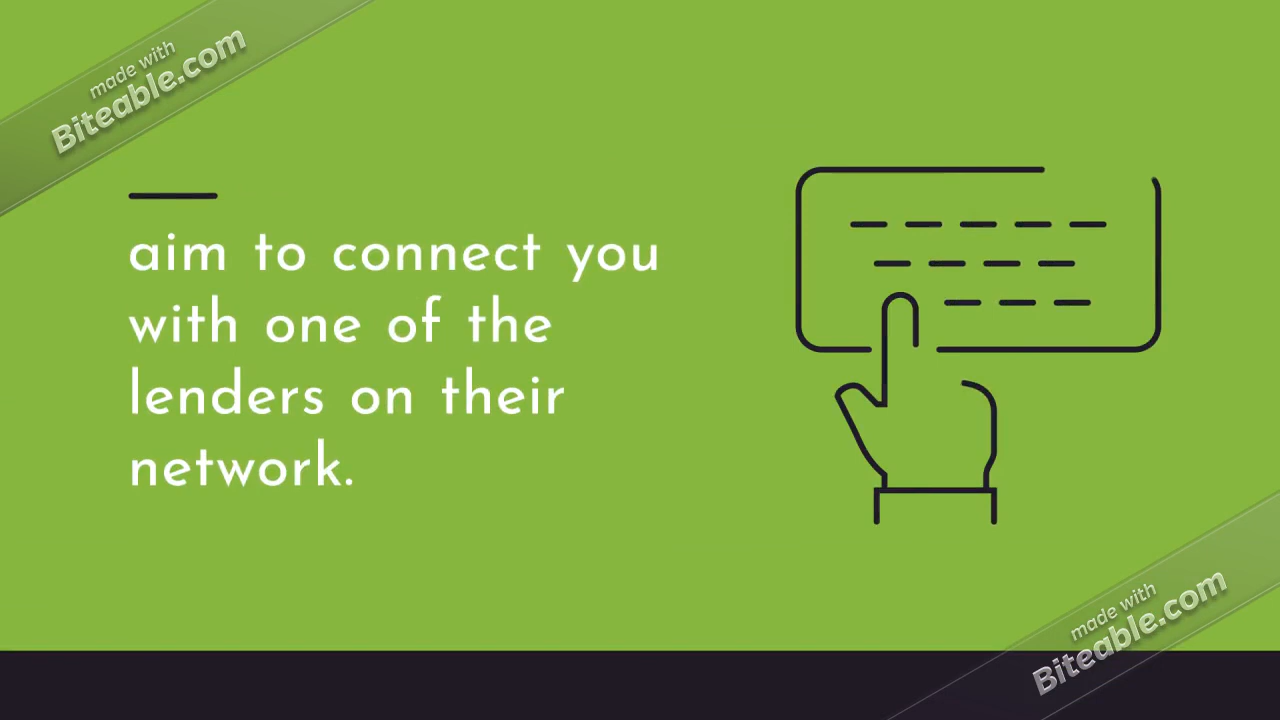 made with
Biteable.com
aim to connect you
with one of the
lenders on their
network.
made with
Biteable.com